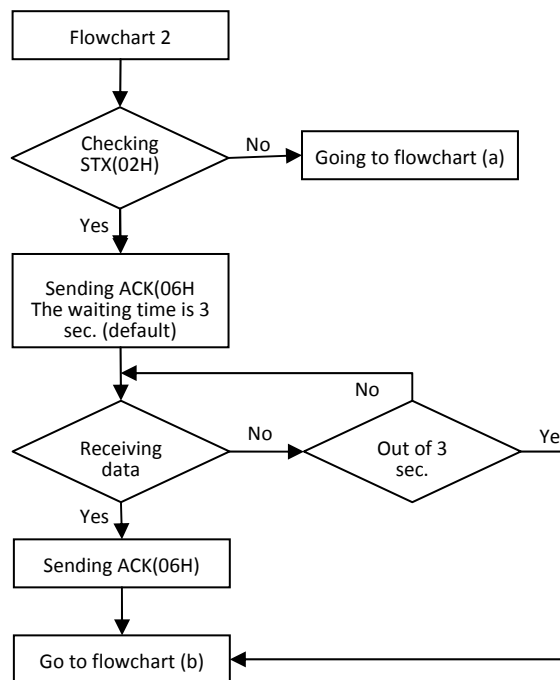 Flowchart 2
Checking
STX(02H)
No
Going to flowchart (a)
Yes
Sending ACK(06H
The waiting time is 3
sec. (default)
No
Receiving
data
No
Out of 3
sec.
Ye
Yes
Sending ACK(06H)
Go to flowchart (b)